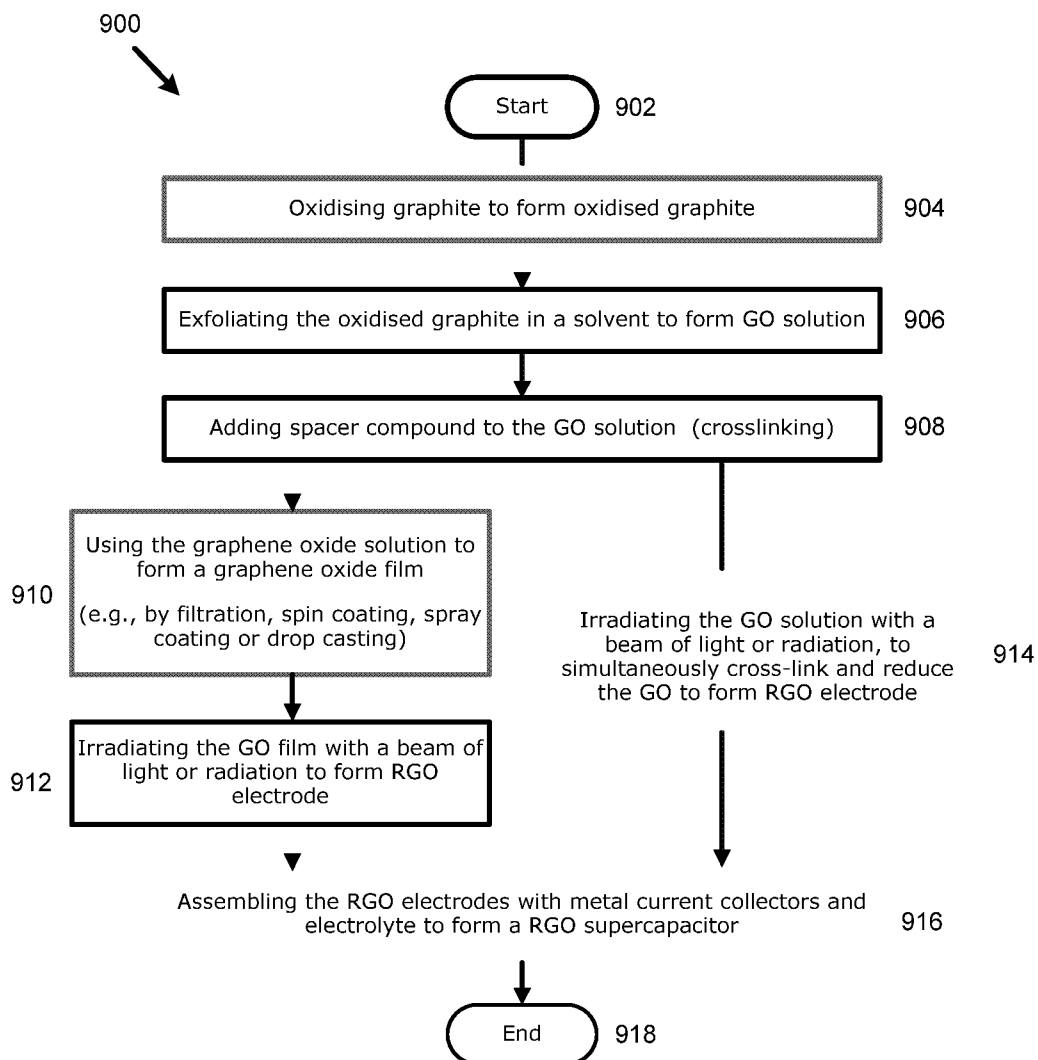 900
Start
902
Oxidising graphite to form oxidised graphite
904
Exfoliating the oxidised graphite in a solvent to form GO solution
906
Adding spacer compound to the GO solution (crosslinking)
908
Using the graphene oxide solution to
form a graphene oxide film
(e.g., by filtration, spin coating, spray
coating or drop casting)
910
Irradiating the GO film with a beam of
light or radiation to form RGO
electrode
912
Irradiating the GO solution with a
beam of light or radiation, to
simultaneously cross-link and reduce
the GO to form RGO electrode
914
Assembling the RGO electrodes with metal current collectors and
electrolyte to form a RGO supercapacitor
916
End
918